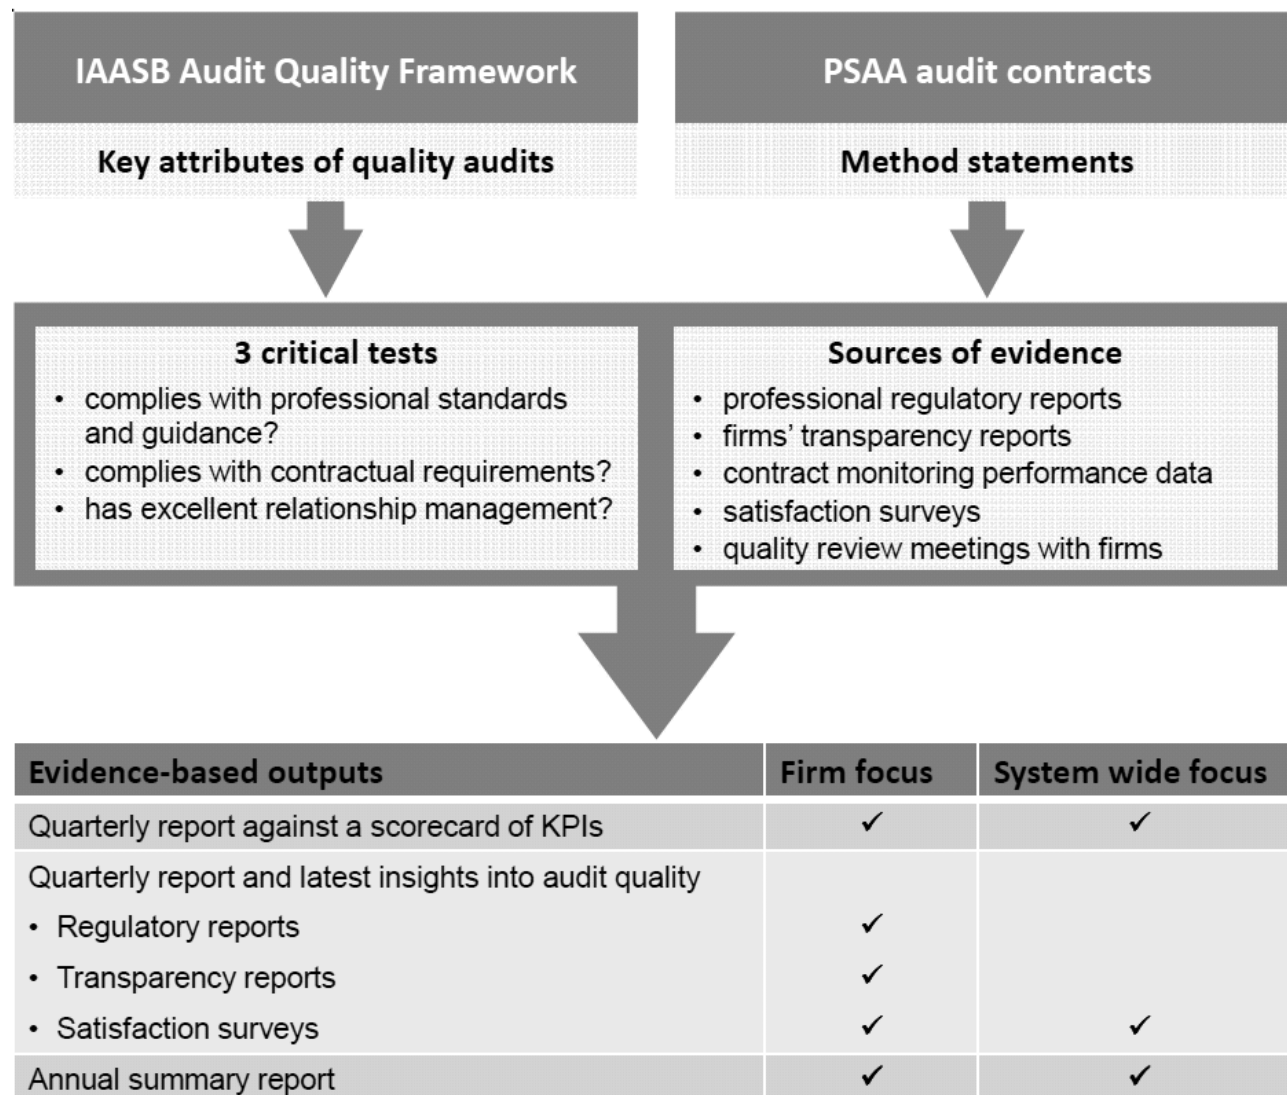 IAASB Audit Quality Framework
PSAA audit contracts
Key attributes of quality audits
Method statements
3 critical tests
• complies with professional standards
and guidance?
• complies with contractual requirements?
• has excellent relationship management?
Sources of evidence
• professional regulatory reports
• firms' transparency reports
• contract monitoring performance data
• satisfaction surveys
• quality review meetings with firms
Evidence-based outputs Firm focus System wide focus
Quarterly report against a scorecard of KPIs ✓ ✓
Quarterly report and latest insights into audit quality
• Regulatory reports ✓
• Transparency reports ✓
• Satisfaction surveys ✓ ✓
Annual summary report ✓ ✓